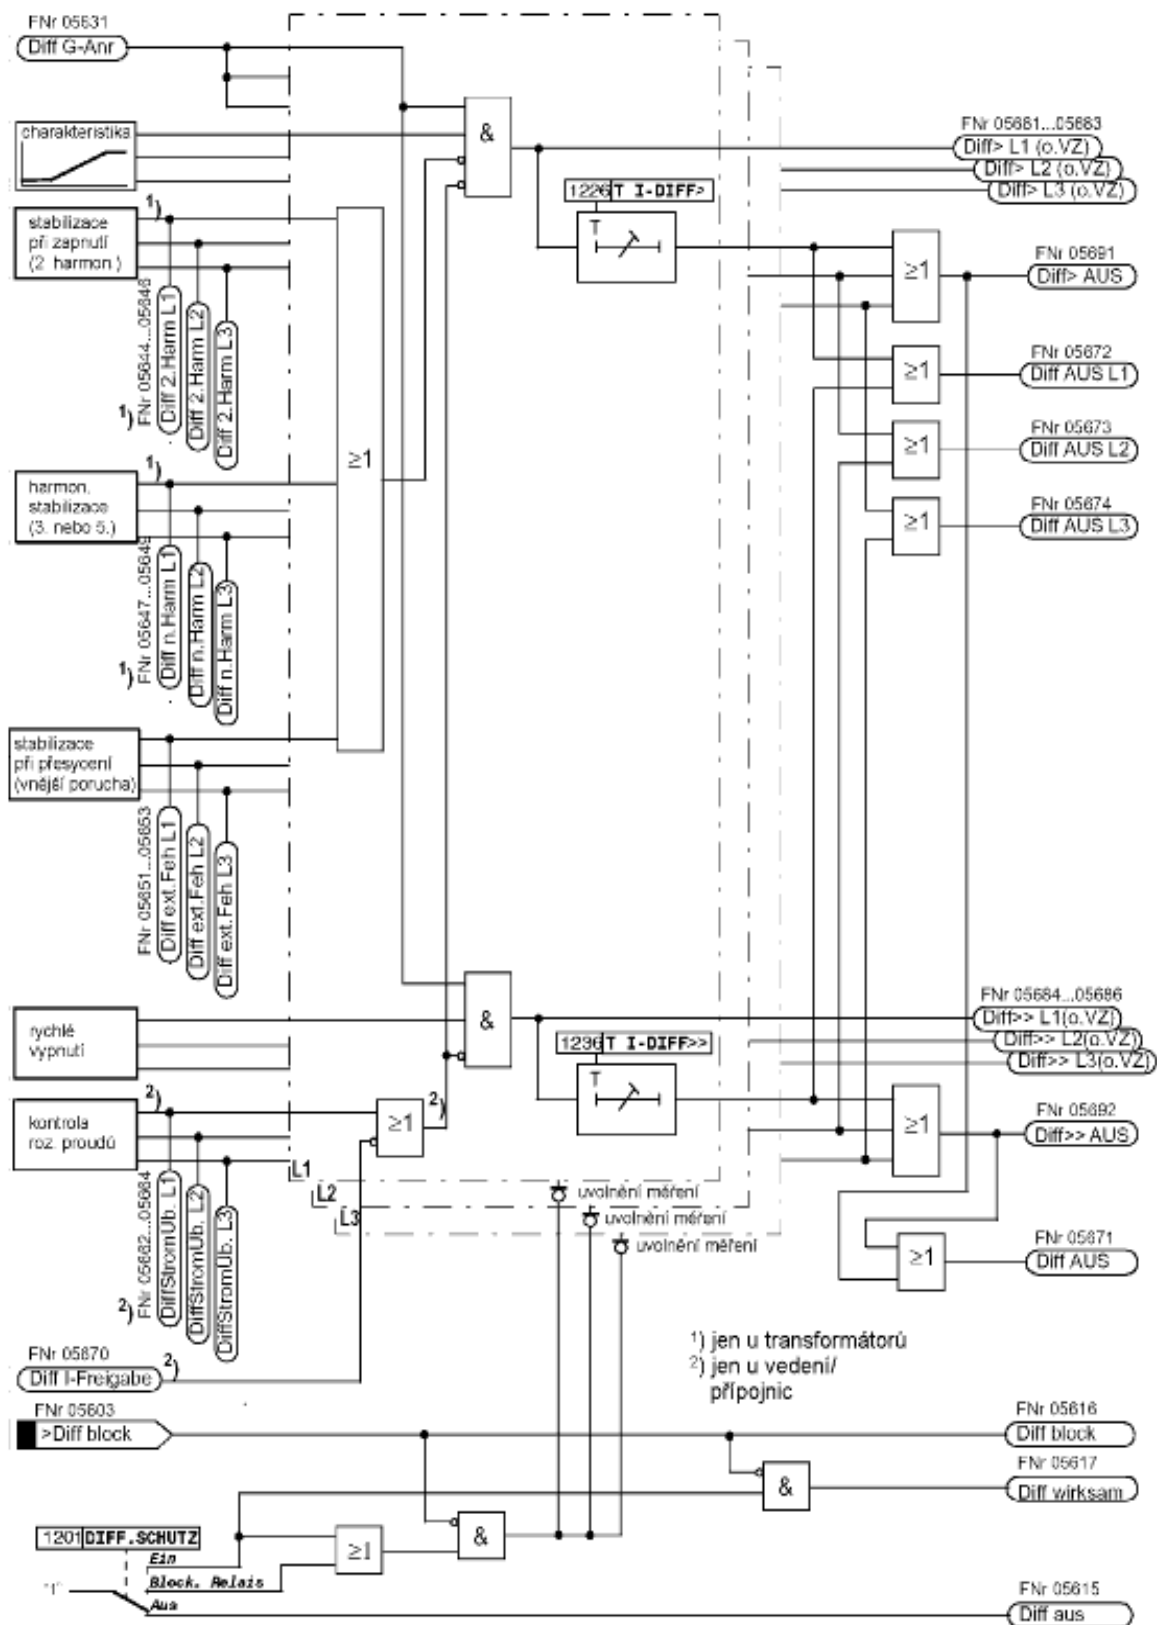 FNr 05631
Diff G-Anr
charakteristika
&
FNr 05681...05683
Diff> L1 (o.VZ)
Diff> L2 (o.VZ)
Diff> L3 (o.VZ)
1226 T I-DIFF>
T
1)
stabilizace
při zapnutí
(2 harmon.)
≥1
FNr 05691
Diff> AUS
1)
FNr 05644...05646
Diff 2.Harm L1
Diff 2.Harm L2
Diff 2.Harm L3
≥1
FNr 05672
Diff AUS L1
≥1
FNr 05673
Diff AUS L2
≥1
1)
harmon.
stabilizace
(3. nebo 5.)
≥1
FNr 05674
Diff AUS L3
1)
FNr 05647...05649
Diff n.Harm L1
Diff n.Harm L2
Diff n.Harm L3
stabilizace
při přesycení
(vnější porucha)
FNr 05651...05653
Diff ext.Feh L1
Diff ext.Feh L2
Diff ext.Feh L3
rychlé
vypnutí
&
FNr 05684...05686
Diff>> L1(o.VZ)
Diff>> L2(o.VZ)
Diff>> L3(o.VZ)
1236 T I-DIFF>>
T
2)
kontrola
roz. proudů
≥1
2)
≥1
FNr 05692
Diff>> AUS
2)
FNr 05662...05664
DiffStromUb. L1
DiffStromUb. L2
DiffStromUb. L3
L1
L2
L3
uvolnění měření
uvolnění měření
uvolnění měření
≥1
FNr 05671
Diff AUS
1) jen u transformátorů
2) jen u vedení/
přípojnic
FNr 05670
Diff I-Freigabe
2)
FNr 05603
>Diff block
FNr 05616
Diff block
FNr 05617
Diff wirksam
&
&
1201 DIFF.SCHUTZ
≥1
Ein
Block. Relais
Aus
"1"
FNr 05615
Diff aus